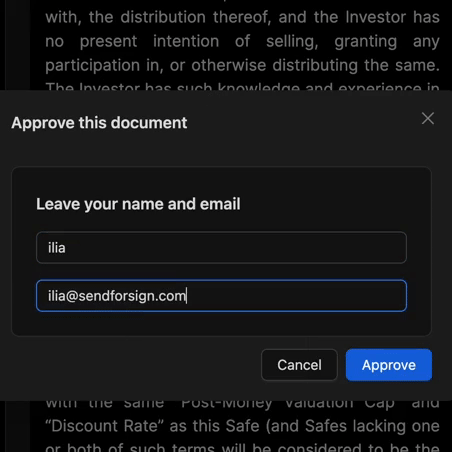 with, the distribution thereof, and the Investor has
no present intention of selling, granting any
participation in, or otherwise distributing the same.
The Investor has such knowledge and experience in
Approve this document
Leave your name and email
ilia
ilia@sendforsign.com
Cancel
Approve
with the same "Post-Money Valuation Cap" and
“Discount Rate” as this Safe (and Safes lacking one
or both of such terms will be considered to be the